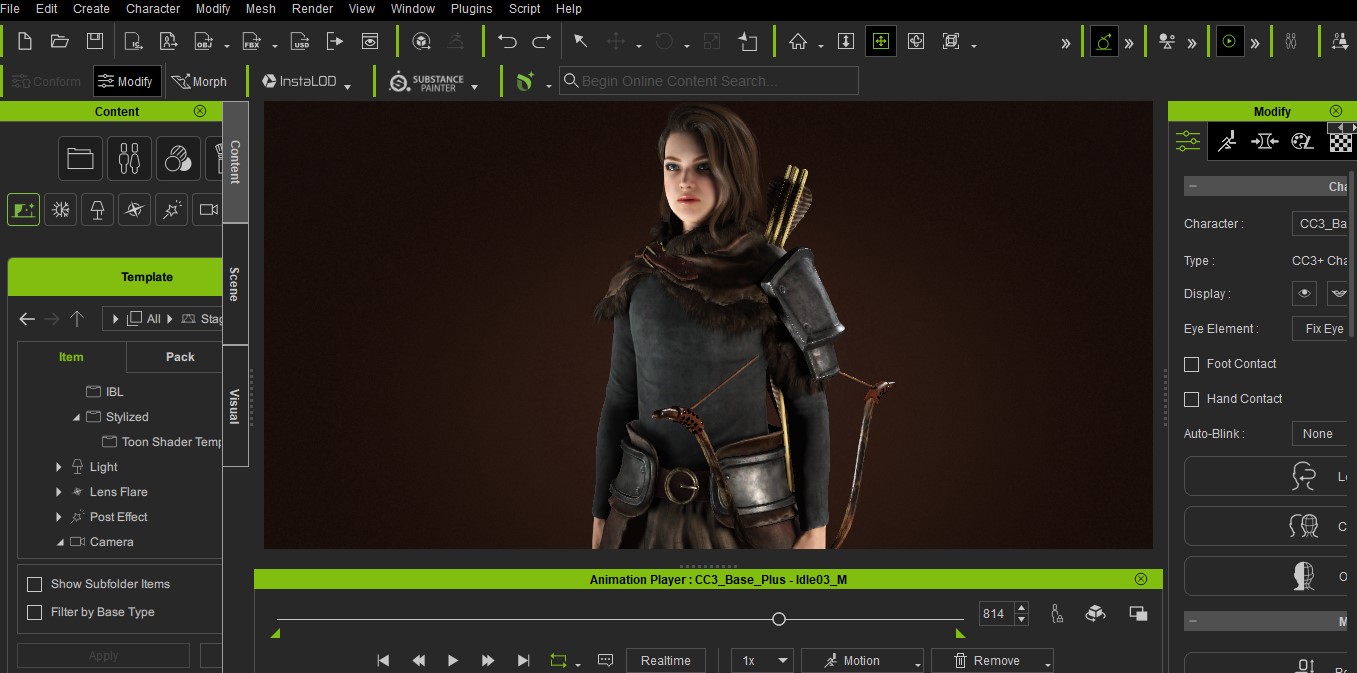 File Edit Create Character Modify Mesh Render View Window Plugins Script Help
IC OBJ FBX USD
Conform Modify Morph InstaLOD SUBSTANCE PAINTER Begin Online Content Search...
Content
Template
All Stag
Item Pack
IBL
Stylized
Toon Shader Temp
Light
Lens Flare
Post Effect
Camera
Show Subfolder Items
Filter by Base Type
Apply
Content
Scene
Visual
Animation Player : CC3_Base_Plus - Idle03_M
814
Realtime 1x Motion Remove
Modify
Cha
Character : CC3_Ba
Type : CC3+ Cha
Display :
Eye Element : Fix Eye
Foot Contact
Hand Contact
Auto-Blink : None
C
O
M